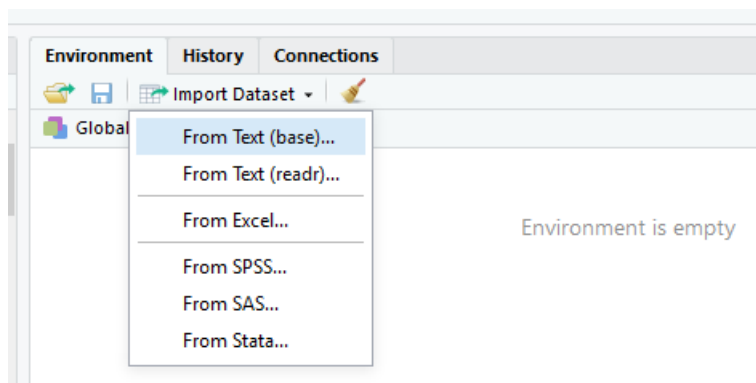 Environment History Connections
Import Dataset
Global
From Text (base)...
From Text (readr)...
From Excel...
From SPSS...
From SAS...
From Stata...
Environment is empty